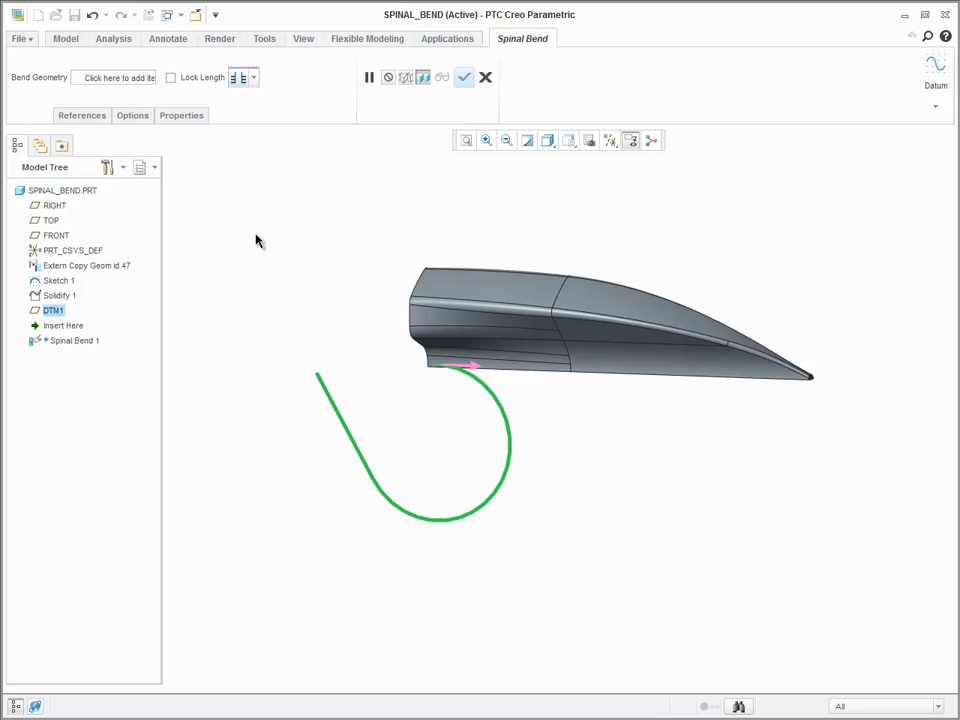 SPINAL_BEND (Active) - PTC Creo Parametric
File Model Analysis Annotate Render Tools View Flexible Modeling Applications Spinal Bend
Bend Geometry Click here to add ite Lock Length
Datum
References Options Properties
Model Tree
SPINAL_BEND.PRT
RIGHT
TOP
FRONT
PRT_CSYS_DEF
Extern Copy Geom id 47
Sketch 1
Solidify 1
DTM1
Insert Here
Spinal Bend 1
All